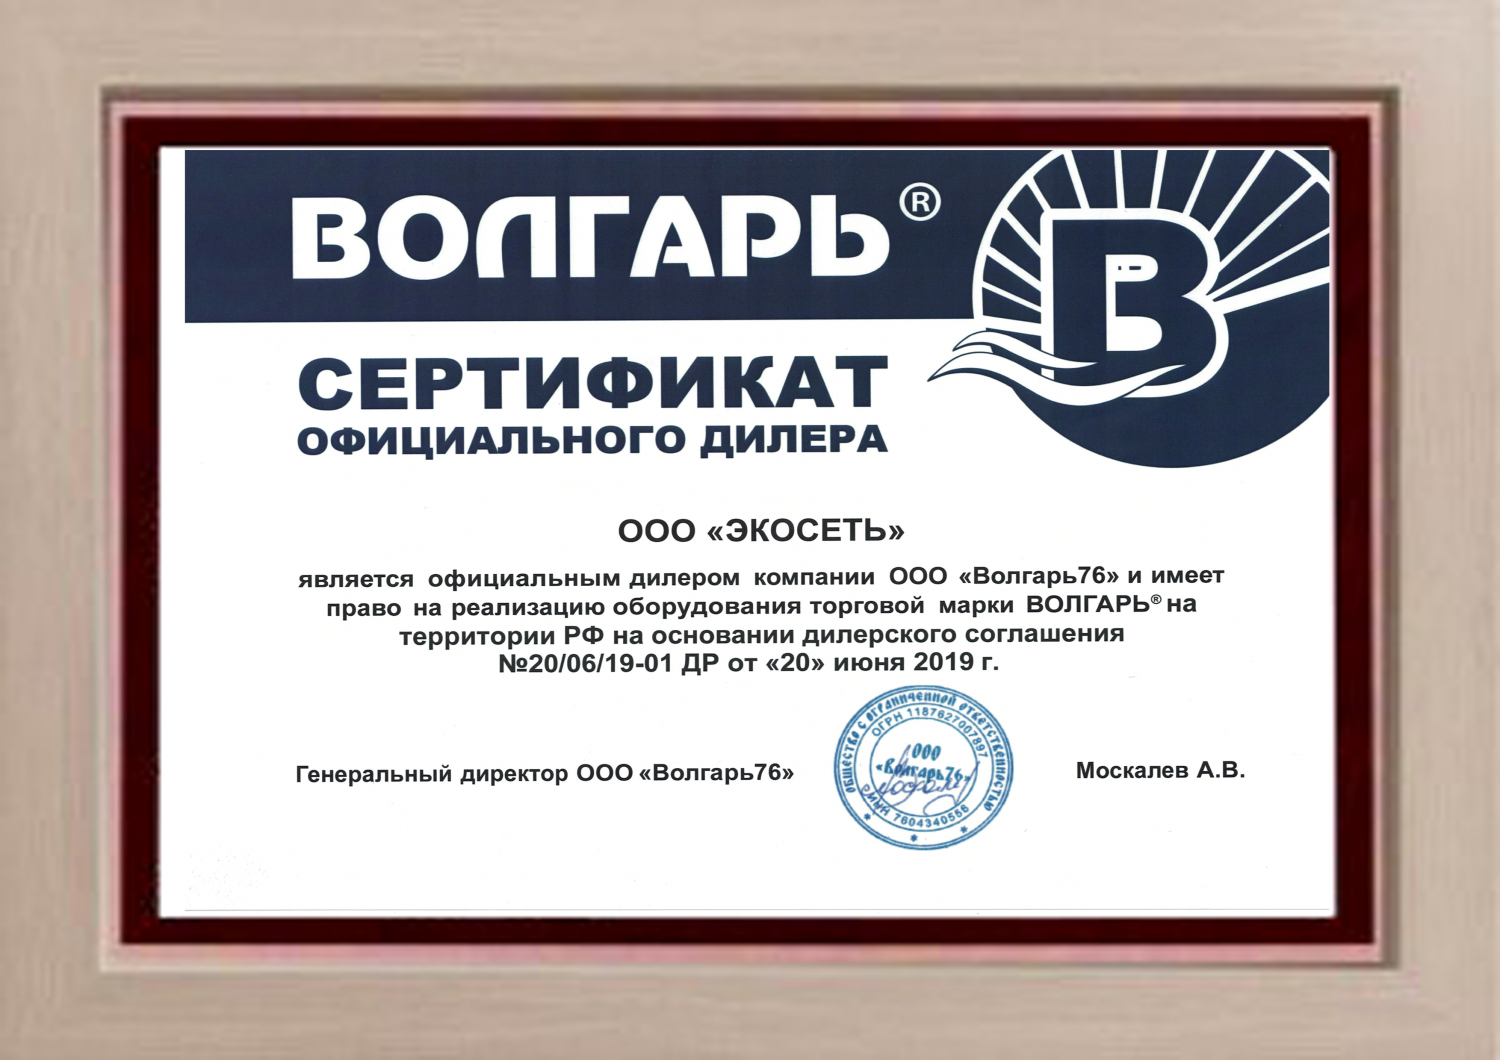 ВОЛГАРЬ®
В
СЕРТИФИКАТ
ОФИЦИАЛЬНОГО ДИЛЕРА
ООО «ЭКОСЕТЬ»
является официальным дилером компании ООО «Волгарь76» и имеет
право на реализацию оборудования торговой марки ВОЛГАРЬ® на
территории РФ на основании дилерского соглашения
№20/06/19-01 ДР от «20» июня 2019 г.
Генеральный директор ООО «Волгарь76»
общество с ограниченной ответственностью
ОГРН 1187627007897
ООО
«Волгарь76»
ИНН 7604340556
Москалев А.В.